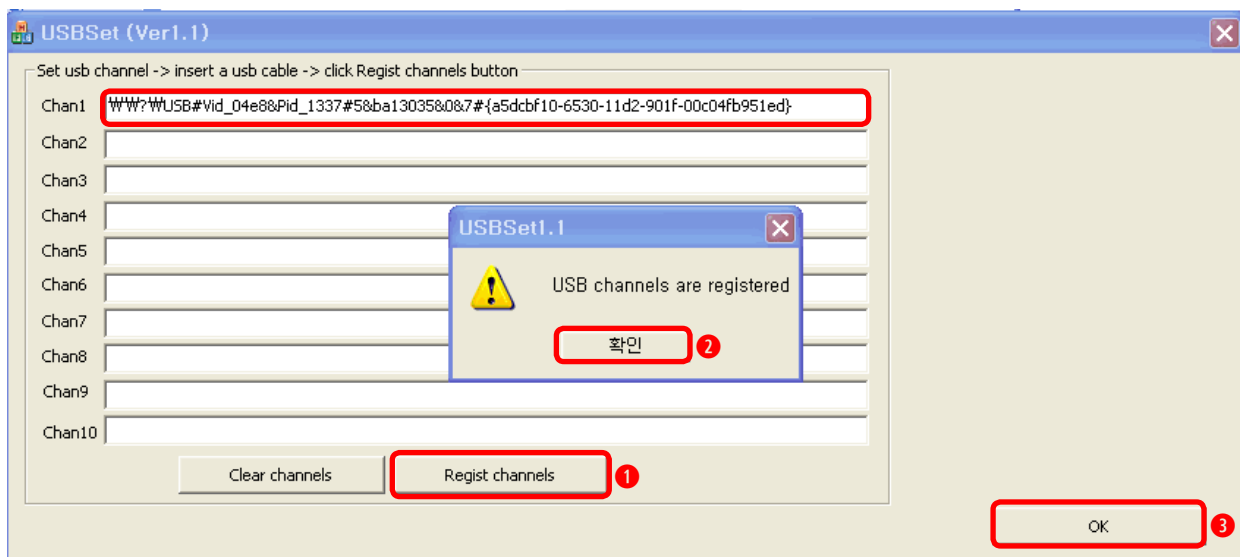 USBSet (Ver1.1)
Set usb channel -> insert a usb cable -> click Regist channels button
Chan1 ₩₩?₩USB#Vid_04e8&Pid_1337#5&ba13035&0&7#{a5dcbf10-6530-11d2-901f-00c04fb951ed}
Chan2
Chan3
Chan4
Chan5
Chan6
Chan7
Chan8
Chan9
Chan10
USBSet1.1
USB channels are registered
확인 2
Clear channels
Regist channels 1
OK 3